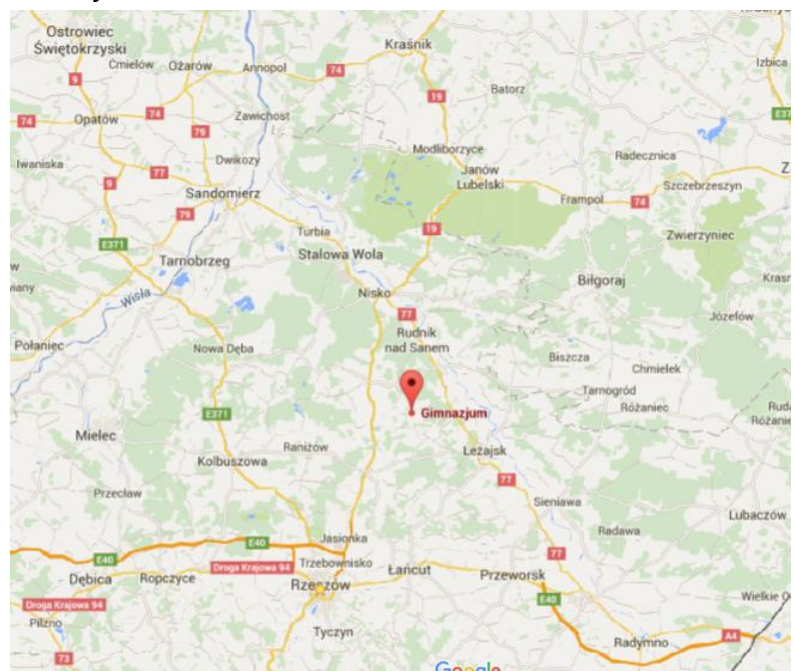 Ostrowiec
Świętokrzyski
Ćmielów
Ożarów
Annopol
74
Kraśnik
Izbica
9
74
19
Batorz
74
Opatów
79
Zawichost
Modliborzyce
Radecznica
Iwaniska
77
Dwikozy
Janów
Lubelski
Szczebrzeszyn
9
Sandomierz
Frampol
74
79
Turbia
19
Zwierzyniec
E371
Tarnobrzeg
Stalowa Wola
Biłgoraj
Wisła
Nisko
77
Józefów
Rudnik
nad Sanem
Połaniec
Nowa Dęba
Biszcza
Chmielek
Tarnogród
Różaniec
E371
Gimnazjum
Mielec
Raniżów
Leżajsk
Kolbuszowa
77
Przecław
Sieniawa
Lubaczów
Radawa
Jasionka
E40
E40
77
Trzebownisko
Droga Krajowa 94
Łańcut
Dębica
Ropczyce
Rzeszów
Przeworsk
E40
Droga Krajowa 94
Pilzno
Tyczyn
Radymno
A4
73
Google